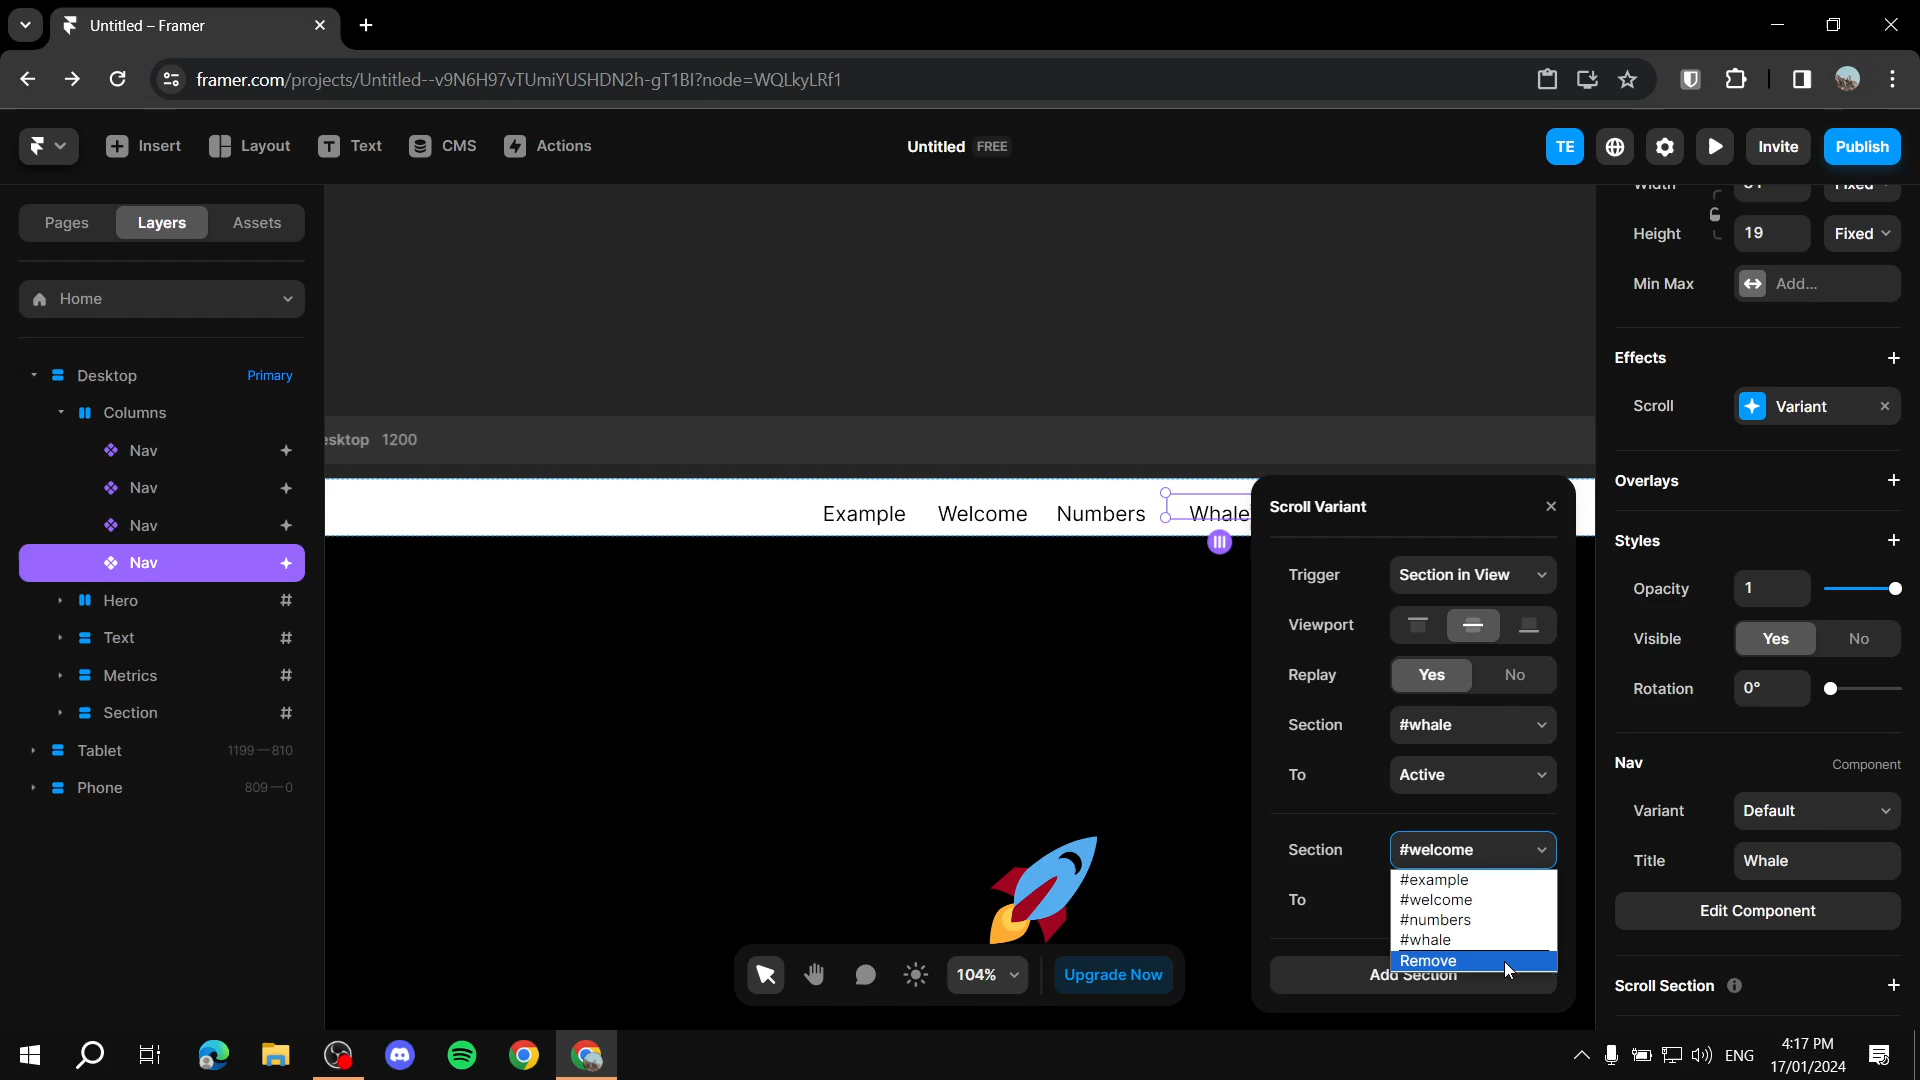 Untitled – Framer
framer.com/projects/Untitled--v9N6H97vTUmiYUSHDN2h-gT1BI?node=WQLkyLRf1
Insert
Layout
Text
CMS
Actions
Untitled FREE
TE
Invite
Publish
Pages
Layers
Assets
Home
Desktop Primary
Columns
Nav
Nav
Nav
Nav
Hero
Text
Metrics
Section
Tablet 1199—810
Phone 809—0
esktop 1200
Example Welcome Numbers Whale
104%
Upgrade Now
Scroll Variant
Trigger Section in View
Viewport
Replay Yes No
Section #whale
To Active
Section #welcome
#example
#welcome
#numbers
#whale
Remove
To
Add Section
Width Fixed
Height 19 Fixed
Min Max Add...
Effects
Scroll Variant
Overlays
Styles
Opacity 1
Visible Yes No
Rotation 0°
Nav Component
Variant Default
Title Whale
Edit Component
Scroll Section
ENG
4:17 PM
17/01/2024